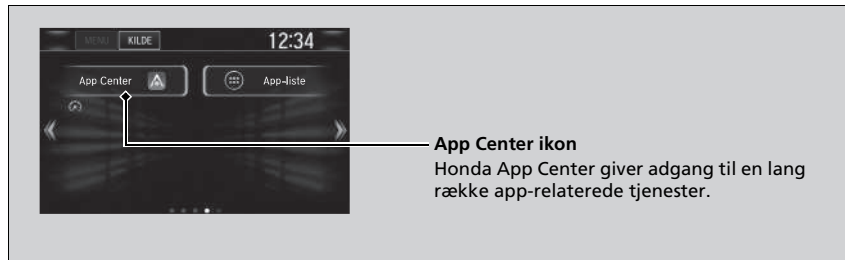 MENU KILDE 12:34
App Center App-liste
App Center ikon
Honda App Center giver adgang til en lang
række app-relaterede tjenester.